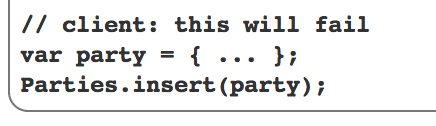 // client: this will fail
var party = { ... };
Parties.insert(party);